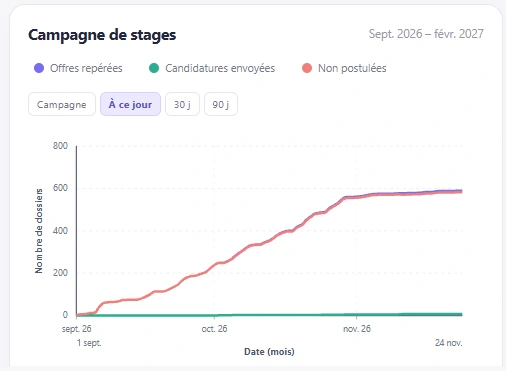 Campagne de stages
Sept. 2026 – févr. 2027
Offres repérées
Candidatures envoyées
Non postulées
Campagne
À ce jour
30 j
90 j
Nombre de dossiers
800
600
400
200
0
sept. 26
oct. 26
nov. 26
1 sept.
24 nov.
Date (mois)